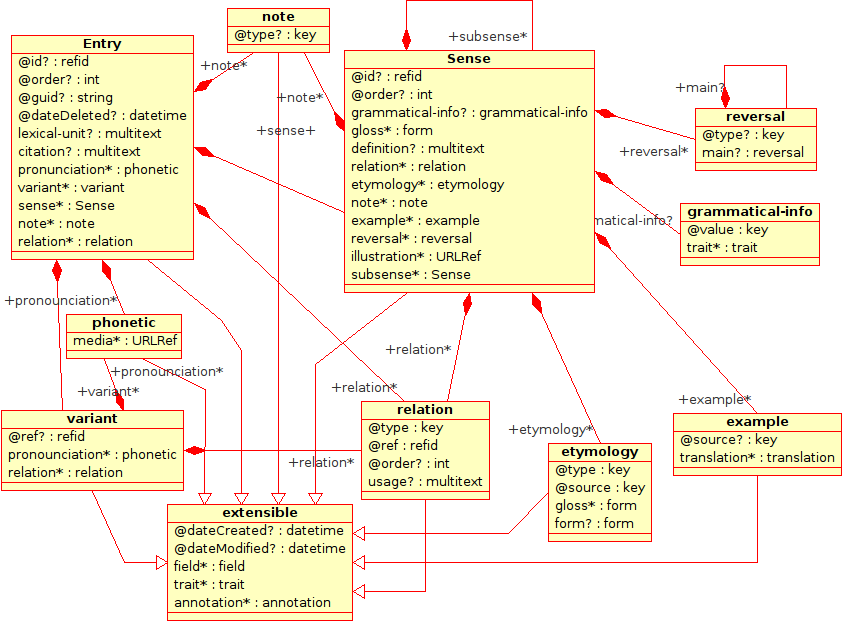 note
@type? : key
+subsense*
Entry
@id? : refid
@order? : int
@guid? : string
@dateDeleted? : datetime
lexical-unit? : multitext
citation? : multitext
pronunciation* : phonetic
variant* : variant
sense* : Sense
note* : note
relation* : relation
+note*
+note*
+sense+
Sense
@id? : refid
@order? : int
grammatical-info? : grammatical-info
gloss* : form
definition? : multitext
relation* : relation
etymology* : etymology
note* : note
example* : example
reversal* : reversal
illustration* : URLRef
subsense* : Sense
+main?
reversal
@type? : key
main? : reversal
+reversal*
grammatical-info
@value : key
trait* : trait
matical-info?
+pronounciation*
phonetic
media* : URLRef
+pronounciation*
+variant*
+relation*
+relation*
variant
@ref? : refid
pronounciation* : phonetic
relation* : relation
+relation*
relation
@type : key
@ref : refid
@order? : int
usage? : multitext
+etymology*
etymology
@type : key
@source : key
gloss* : form
form? : form
+example*
example
@source? : key
translation* : translation
extensible
@dateCreated? : datetime
@dateModified? : datetime
field* : field
trait* : trait
annotation* : annotation